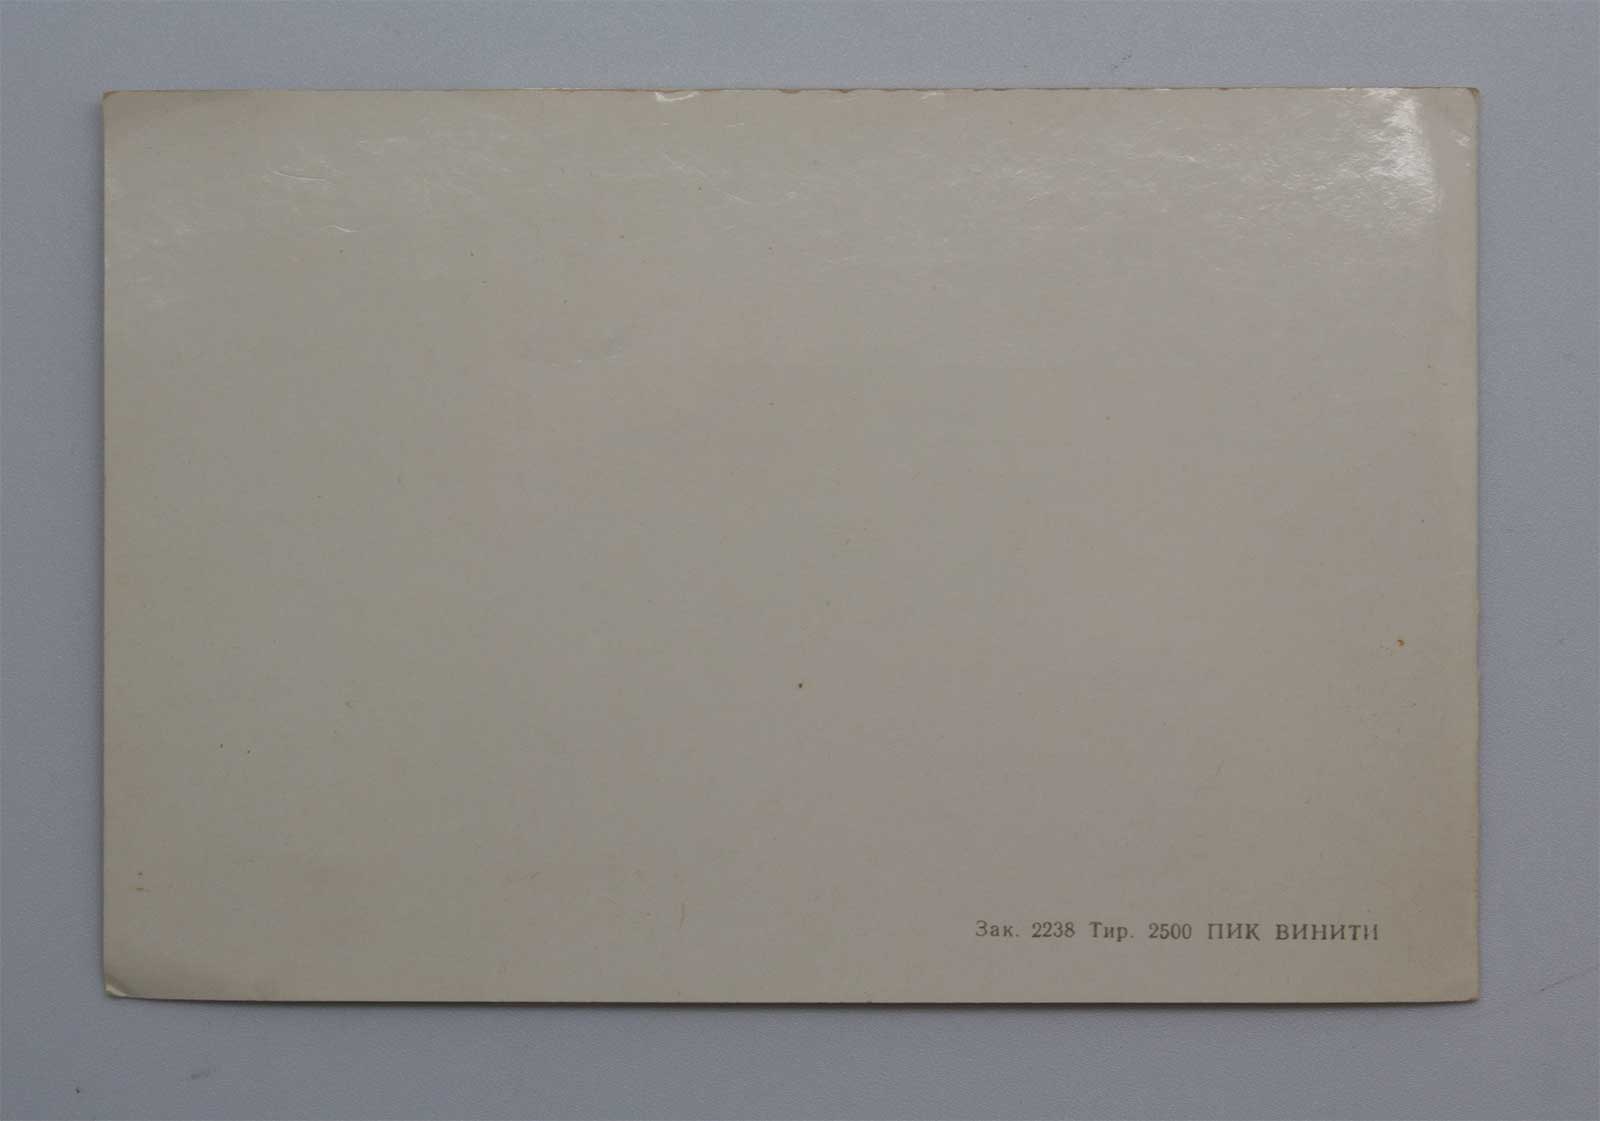 Зак. 2238 Тир. 2500 ПИК ВИНИТИ